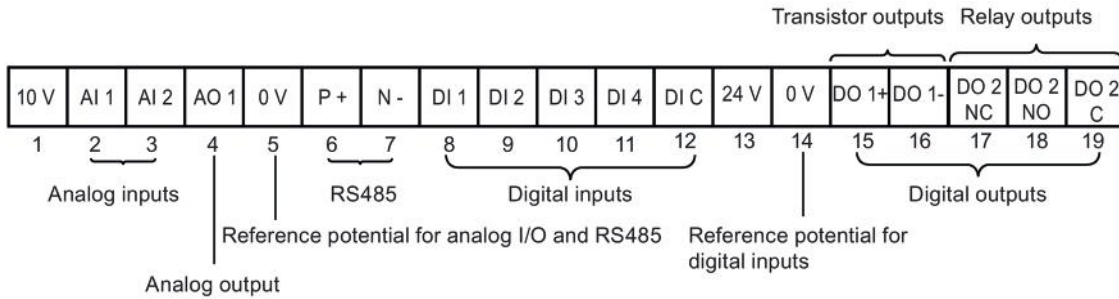 Transistor outputs Relay outputs
10 V AI 1 AI 2 AO 1 0 V P + N - DI 1 DI 2 DI 3 DI 4 DI C 24 V 0 V DO 1+ DO 1- DO 2 NC DO 2 NO DO 2 C
1 2 3 4 5 6 7 8 9 10 11 12 13 14 15 16 17 18 19
Analog inputs RS485 Digital inputs Digital outputs
Reference potential for analog I/O and RS485 Reference potential for
digital inputs
Analog output